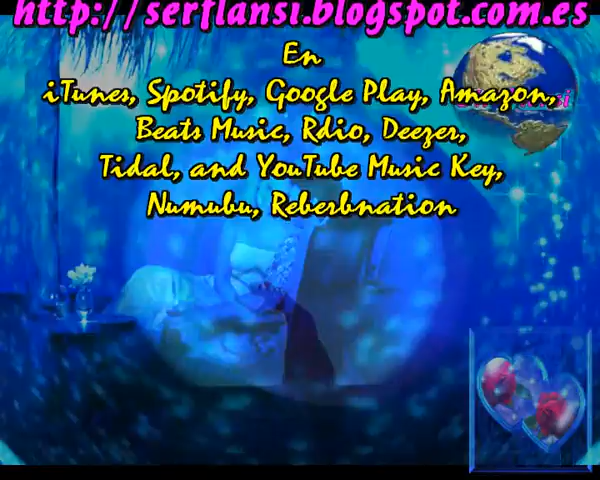 http://serflansi.blogspot.com.es
En
iTunes, Spotify, Google Play, Amazon,
Beats Music, Rdio, Deezer,
Tidal, and YouTube Music Key,
Numubu, Reberbnation